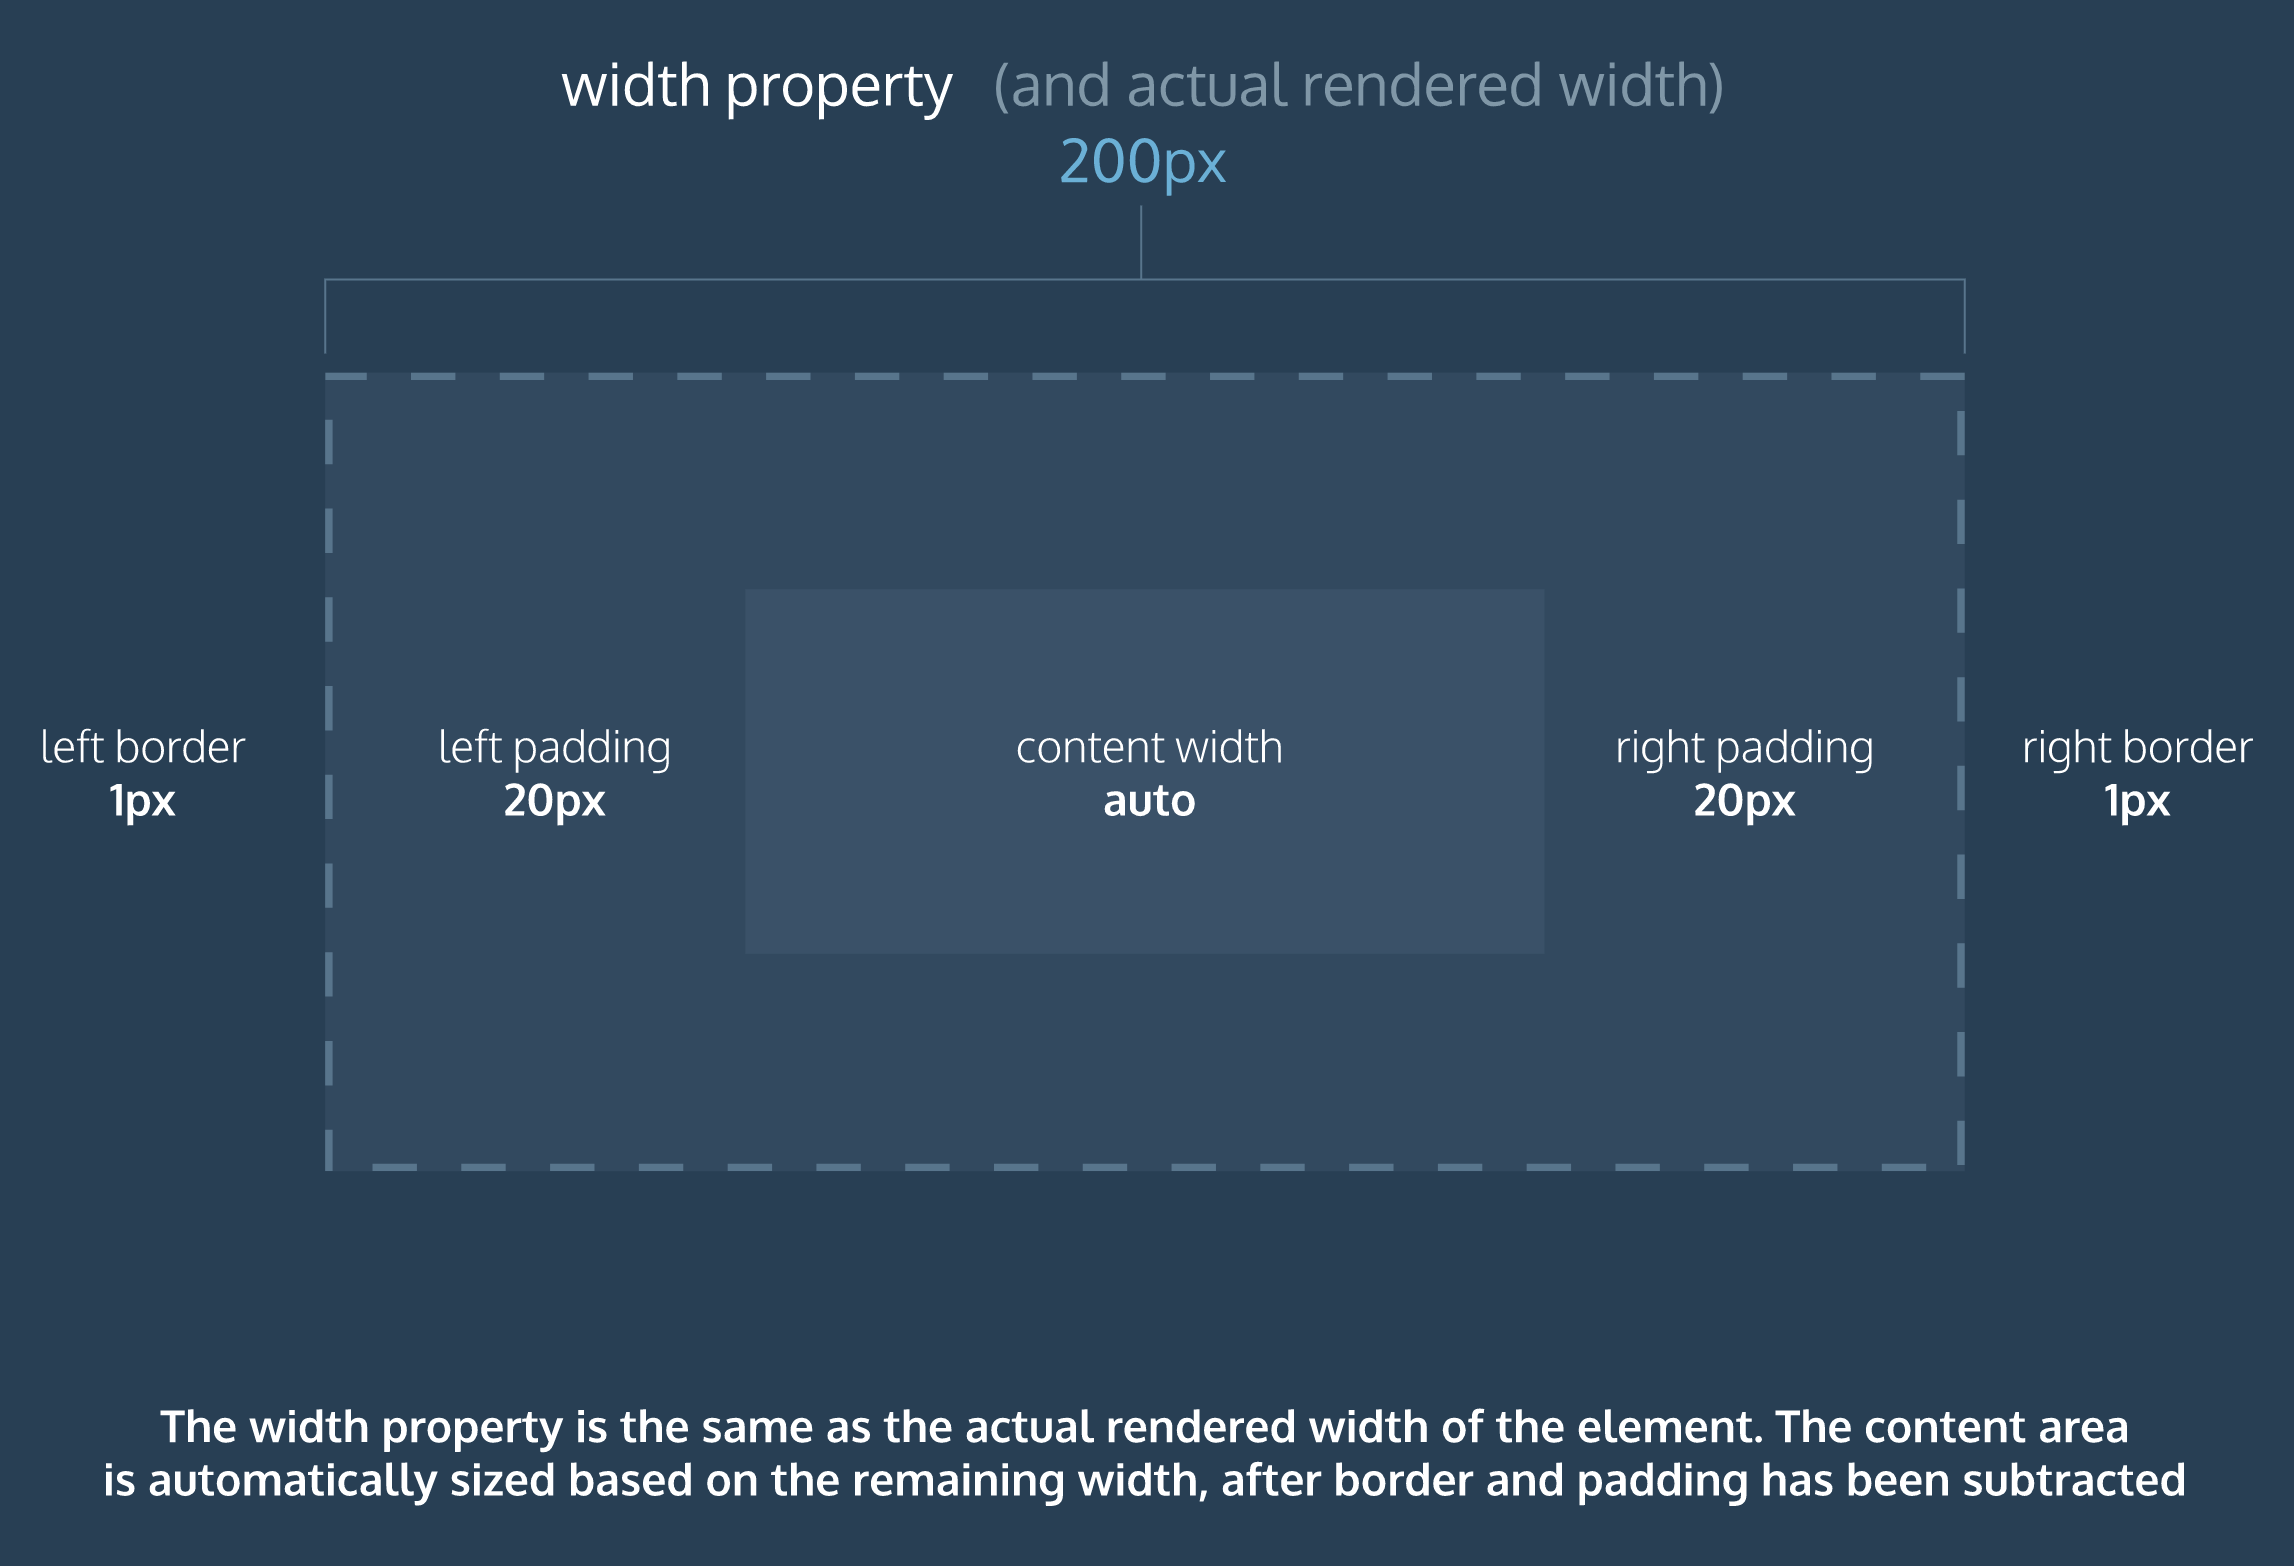 width property (and actual rendered width)
200px
left border
1px
left padding
20px
content width
auto
right padding
20px
right border
1px
The width property is the same as the actual rendered width of the element. The content area
is automatically sized based on the remaining width, after border and padding has been subtracted